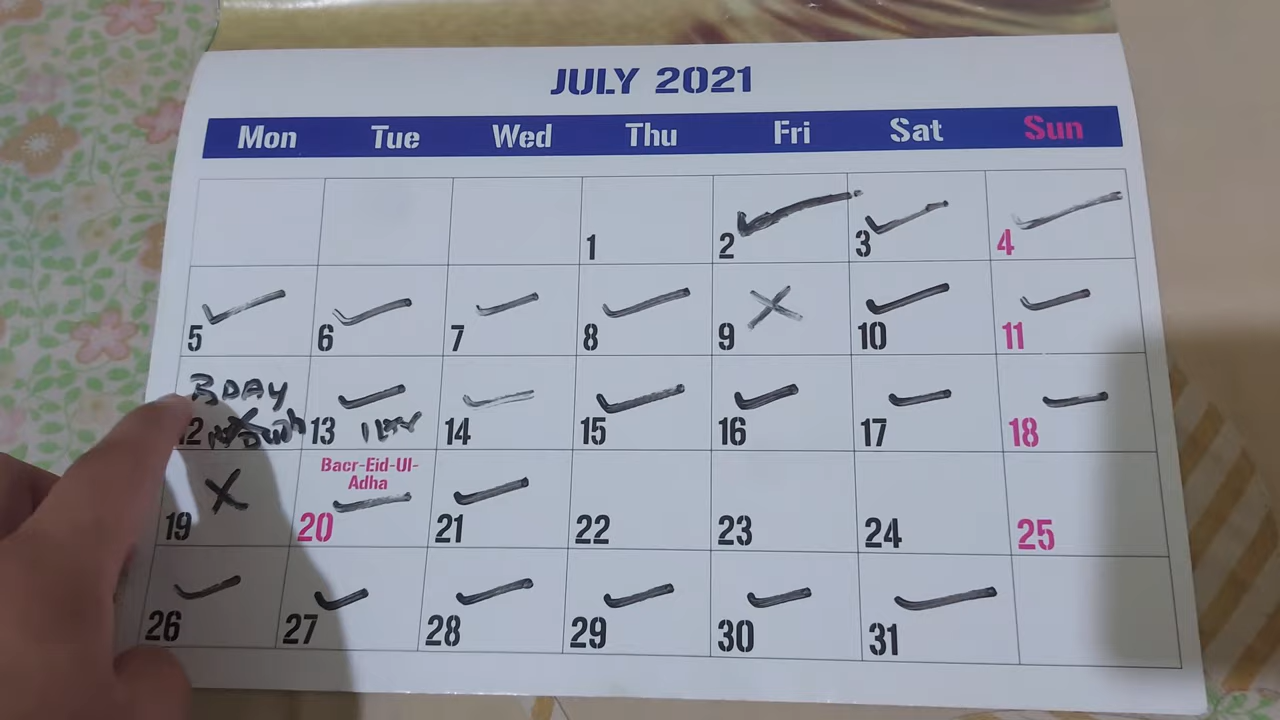 JULY 2021
Mon Tue Wed Thu Fri Sat Sun
1 2 3 4
5 6 7 8 9 10 11
BDAY
12 13 14 15 16 17 18
Bacr-Eid-Ul-
Adha
19 20 21 22 23 24 25
26 27 28 29 30 31